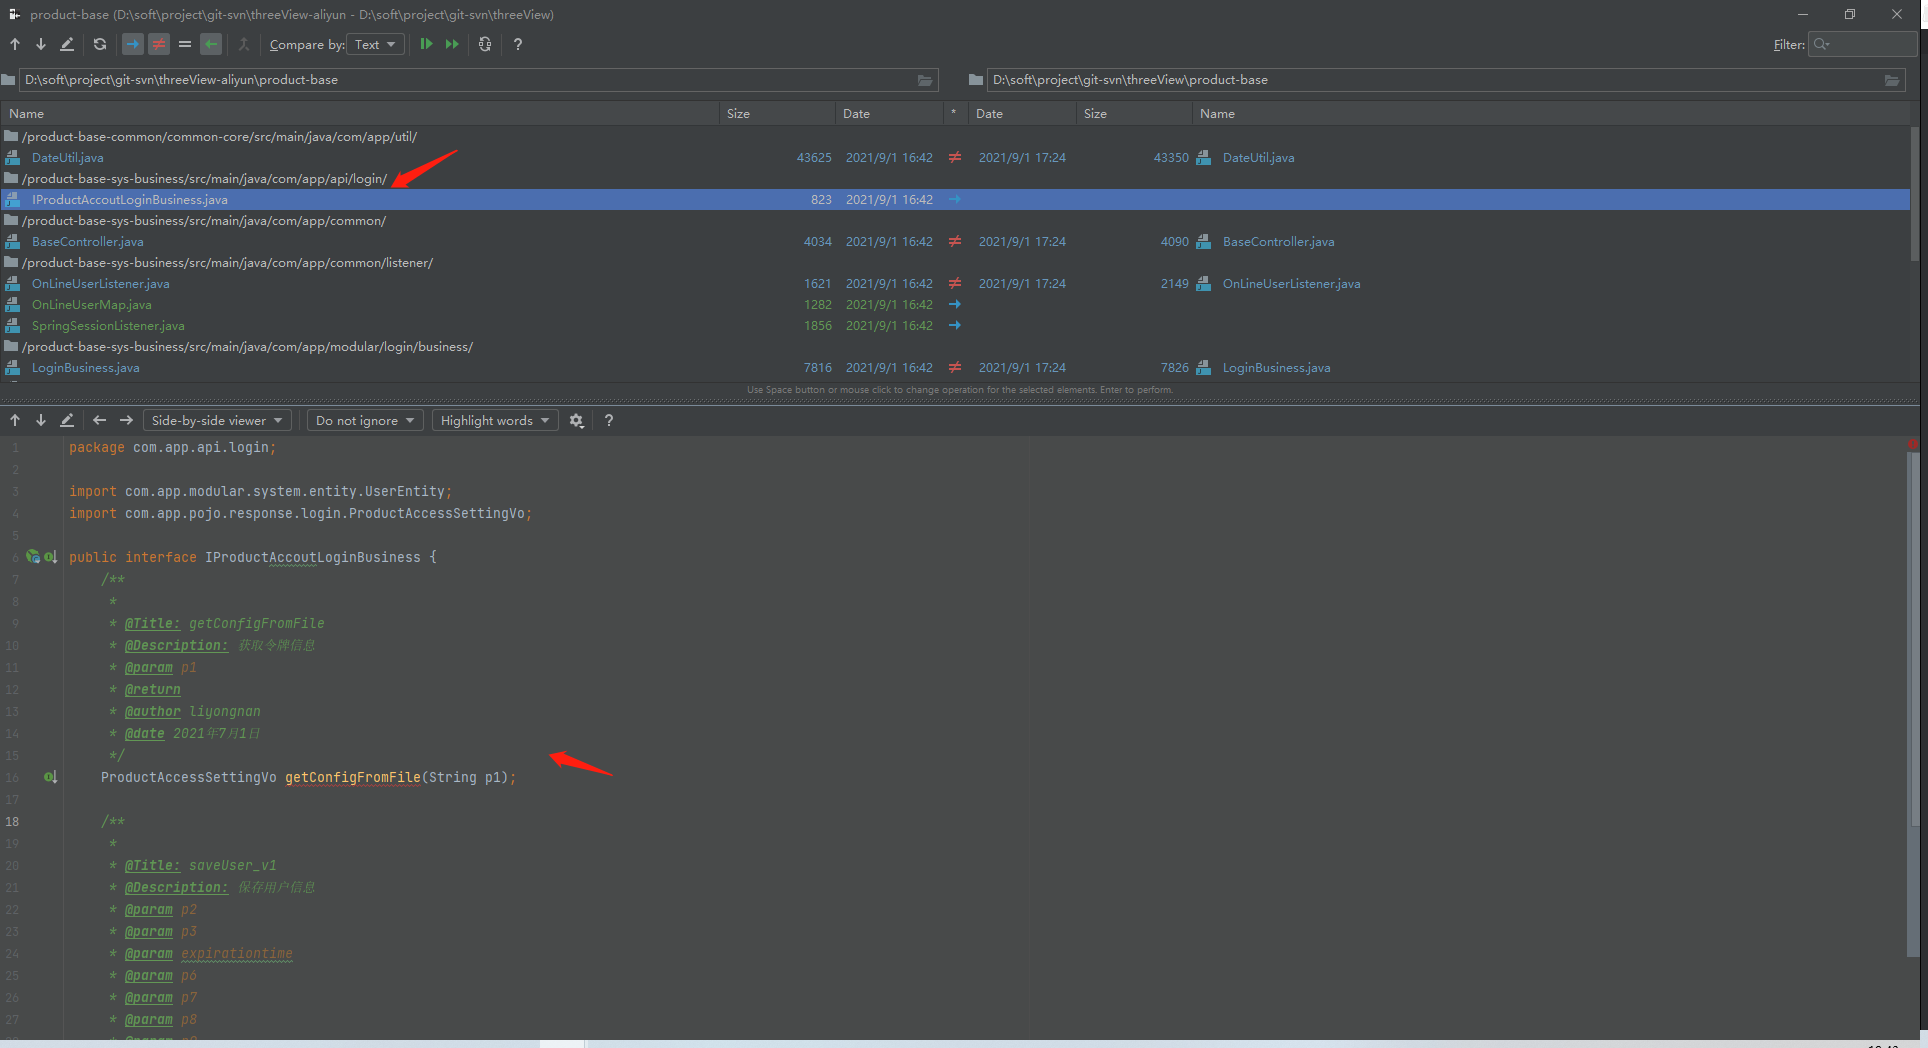 product-base (D:\soft\project\git-svn\threeView-aliyun - D:\soft\project\git-svn\threeView)
Compare by: Text ? Filter:
D:\soft\project\git-svn\threeView-aliyun\product-base D:\soft\project\git-svn\threeView\product-base
Name Size Date * Date Size Name
/product-base-common/common-core/src/main/java/com/app/util/
DateUtil.java 43625 2021/9/1 16:42 ≠ 2021/9/1 17:24 43350 DateUtil.java
/product-base-sys-business/src/main/java/com/app/api/login/
IProductAccoutLoginBusiness.java 823 2021/9/1 16:42 →
/product-base-sys-business/src/main/java/com/app/common/
BaseController.java 4034 2021/9/1 16:42 ≠ 2021/9/1 17:24 4090 BaseController.java
/product-base-sys-business/src/main/java/com/app/common/listener/
OnLineUserListener.java 1621 2021/9/1 16:42 ≠ 2021/9/1 17:24 2149 OnLineUserListener.java
OnLineUserMap.java 1282 2021/9/1 16:42 →
SpringSessionListener.java 1856 2021/9/1 16:42 →
/product-base-sys-business/src/main/java/com/app/modular/login/business/
LoginBusiness.java 7816 2021/9/1 16:42 ≠ 2021/9/1 17:24 7826 LoginBusiness.java
Use Space button or mouse click to change operation for the selected elements. Enter to perform.
Side-by-side viewer Do not ignore Highlight words ?
1 package com.app.api.login;
2
3 import com.app.modular.system.entity.UserEntity;
4 import com.app.pojo.response.login.ProductAccessSettingVo;
5
6 public interface IProductAccoutLoginBusiness {
7 /**
8 *
9 * @Title: getConfigFromFile
10 * @Description: 获取令牌信息
11 * @param p1
12 * @return
13 * @author liyongnan
14 * @date 2021年7月1日
15 */
16 ProductAccessSettingVo getConfigFromFile(String p1);
17
18 /**
19 *
20 * @Title: saveUser_v1
21 * @Description: 保存用户信息
22 * @param p2
23 * @param p3
24 * @param expirationtime
25 * @param p6
26 * @param p7
27 * @param p8